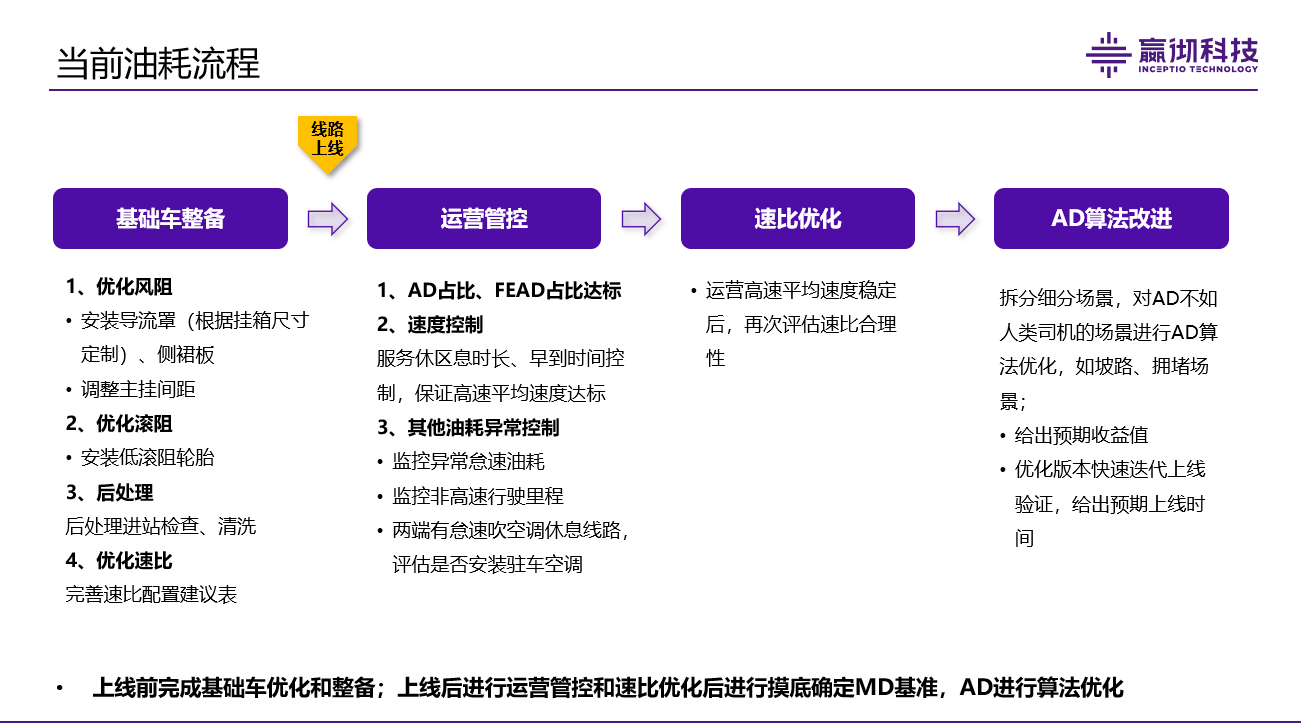 当前油耗流程
嬴彻科技
INCEPTIO TECHNOLOGY
线路
上线
基础车整备
运营管控
速比优化
AD算法改进
1、优化风阻
• 安装导流罩（根据挂箱尺寸
定制）、侧裙板
• 调整主挂间距
2、优化滚阻
• 安装低滚阻轮胎
3、后处理
后处理进站检查、清洗
4、优化速比
完善速比配置建议表
1、AD占比、FEAD占比达标
2、速度控制
服务休区息时长、早到时间控
制，保证高速平均速度达标
3、其他油耗异常控制
• 监控异常怠速油耗
• 监控非高速行驶里程
• 两端有怠速吹空调休息线路，
评估是否安装驻车空调
• 运营高速平均速度稳定
后，再次评估速比合理
性
拆分细分场景，对AD不如
人类司机的场景进行AD算
法优化，如坡路、拥堵场
景；
• 给出预期收益值
• 优化版本快速迭代上线
验证，给出预期上线时
间
• 上线前完成基础车优化和整备；上线后进行运营管控和速比优化后进行摸底确定MD基准，AD进行算法优化